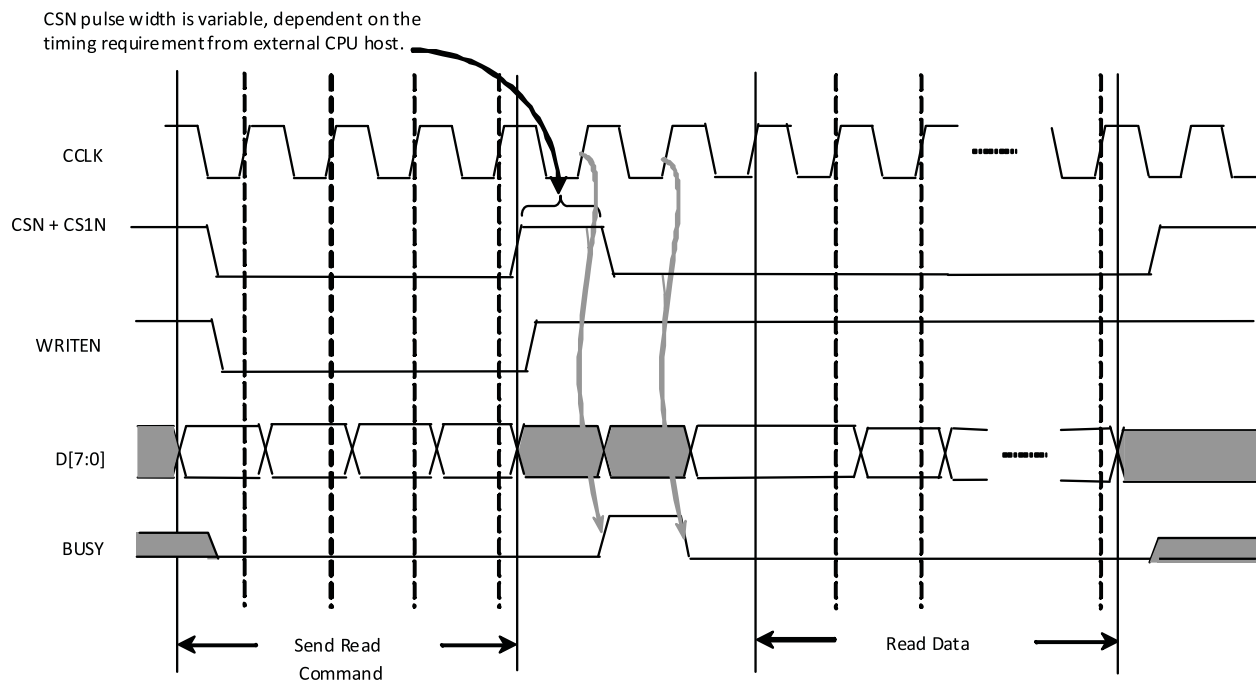 CSN pulse width is variable, dependent on the
timing requirement from external CPU host.
CCLK
CSN + CS1N
WRITEN
D[7:0]
BUSY
Send Read
Command
Read Data